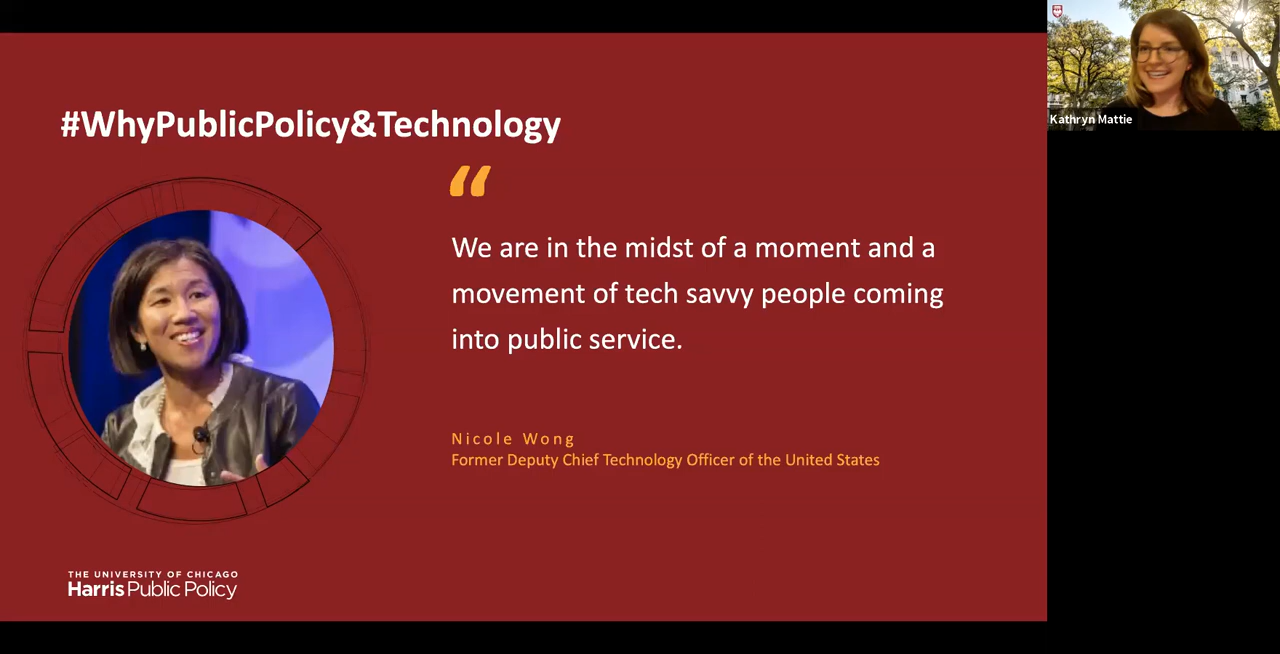 #WhyPublicPolicy&Technology
“
We are in the midst of a moment and a
movement of tech savvy people coming
into public service.
Nicole Wong
Former Deputy Chief Technology Officer of the United States
THE UNIVERSITY OF CHICAGO
Harris Public Policy
Kathryn Mattie